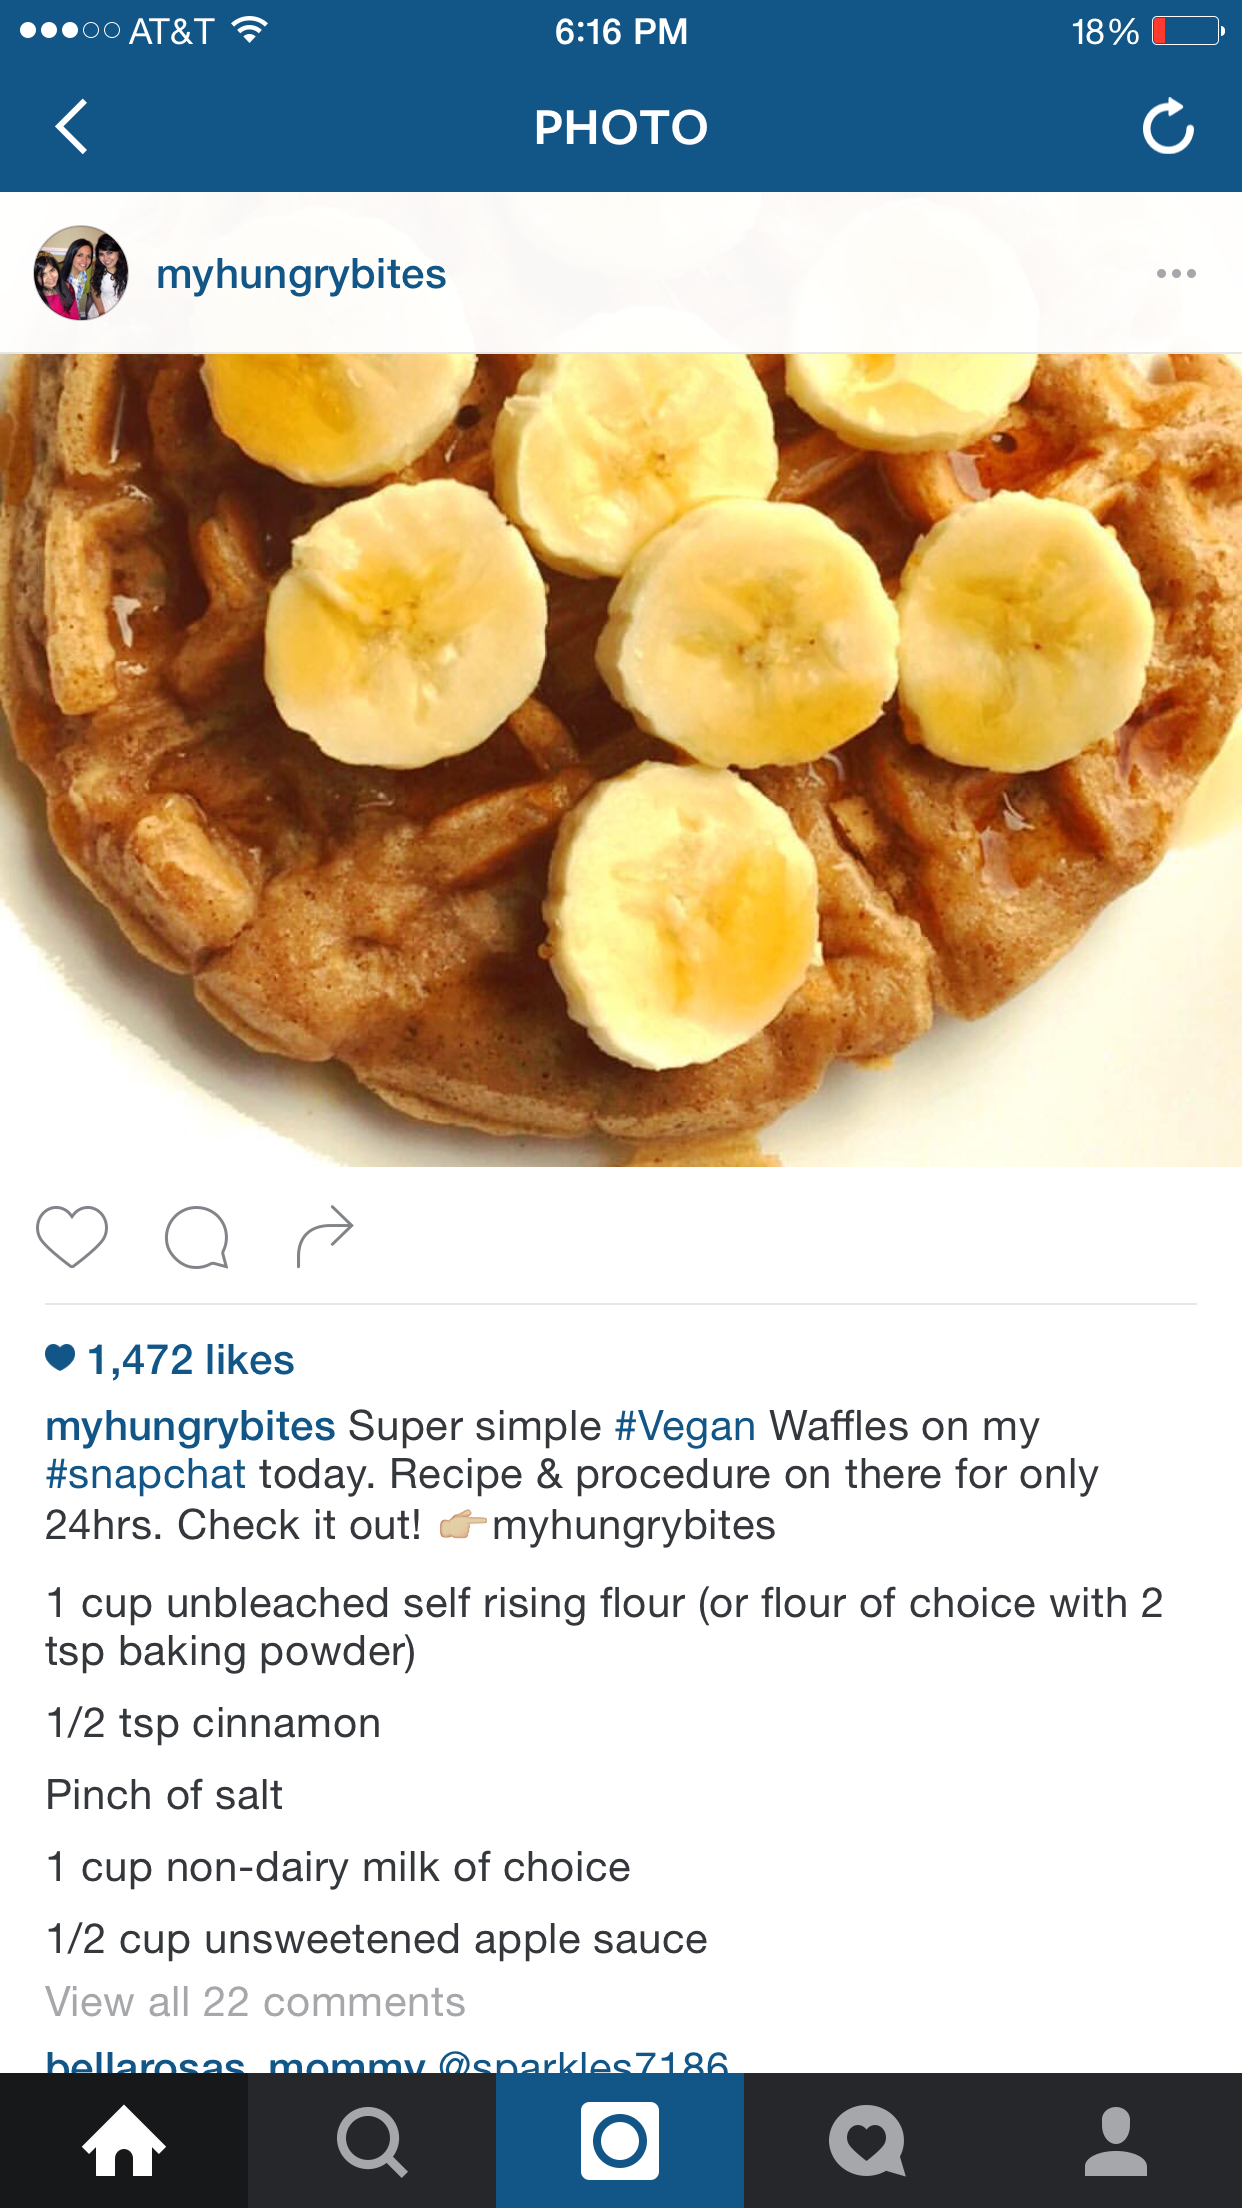 AT&T 6:16 PM 18%
PHOTO
myhungrybites
1,472 likes
myhungrybites Super simple #Vegan Waffles on my
#snapchat today. Recipe & procedure on there for only
24hrs. Check it out! 👉🏼myhungrybites
1 cup unbleached self rising flour (or flour of choice with 2
tsp baking powder)
1/2 tsp cinnamon
Pinch of salt
1 cup non-dairy milk of choice
1/2 cup unsweetened apple sauce
View all 22 comments
bellarosas_mommy @sparkles7186